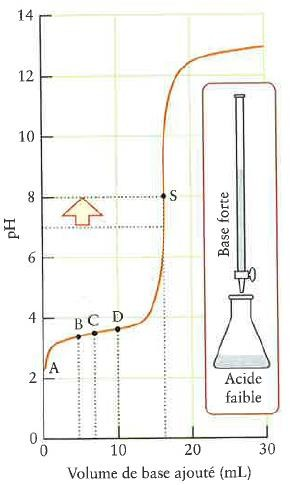 14
12
10
8
6
4
2
0
pH
S
B C D
A
Base forte
Acide
faible
0
10
20
30
Volume de base ajouté (mL)